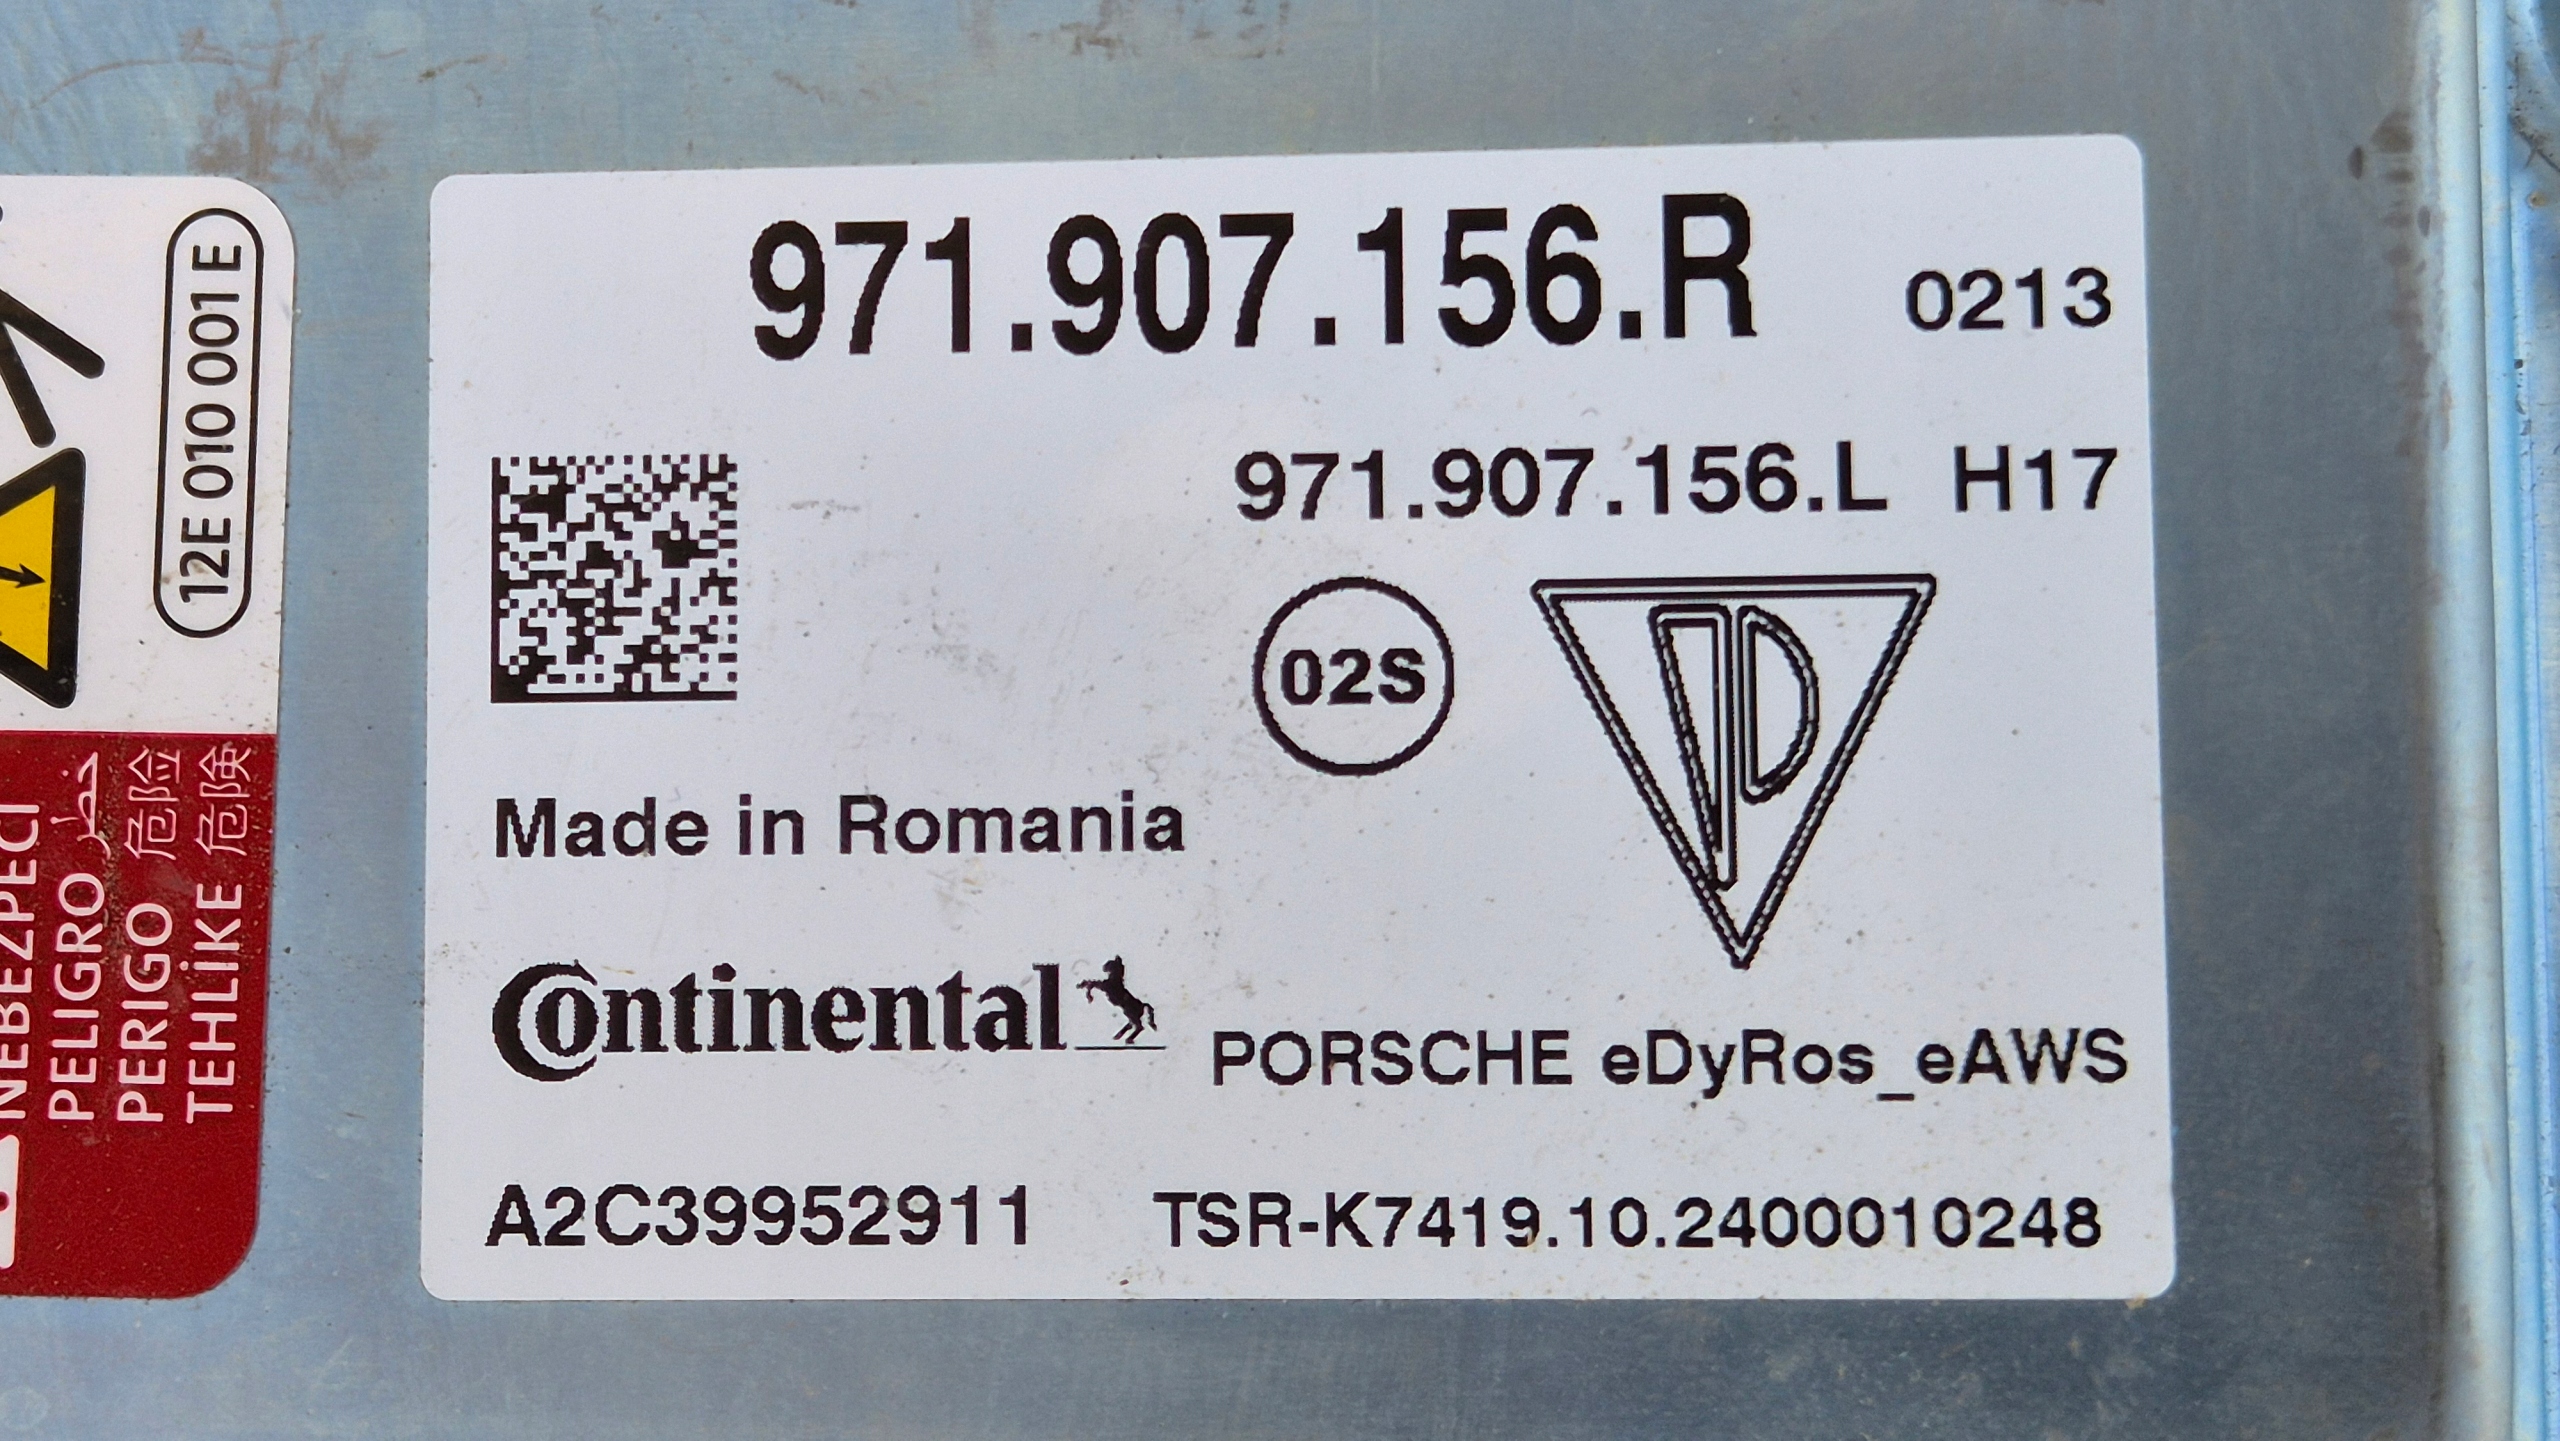 971.907.156.R 0213
971.907.156.L H17
02S
Made in Romania
Continental
PORSCHE eDyRos_eAWS
A2C39952911 TSR-K7419.10.2400010248
12E 010 001 E
NEBEZPEČÍ
PELIGRO خطر
PERIGO 危险
TEHLİKE 危険